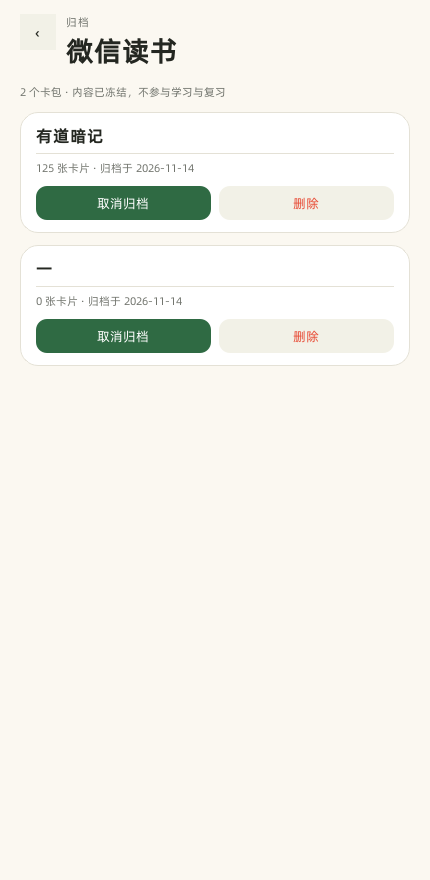 ‹
归档
微信读书
2 个卡包 · 内容已冻结，不参与学习与复习
有道暗记
125 张卡片 · 归档于 2026-11-14
取消归档
删除
一
0 张卡片 · 归档于 2026-11-14
取消归档
删除